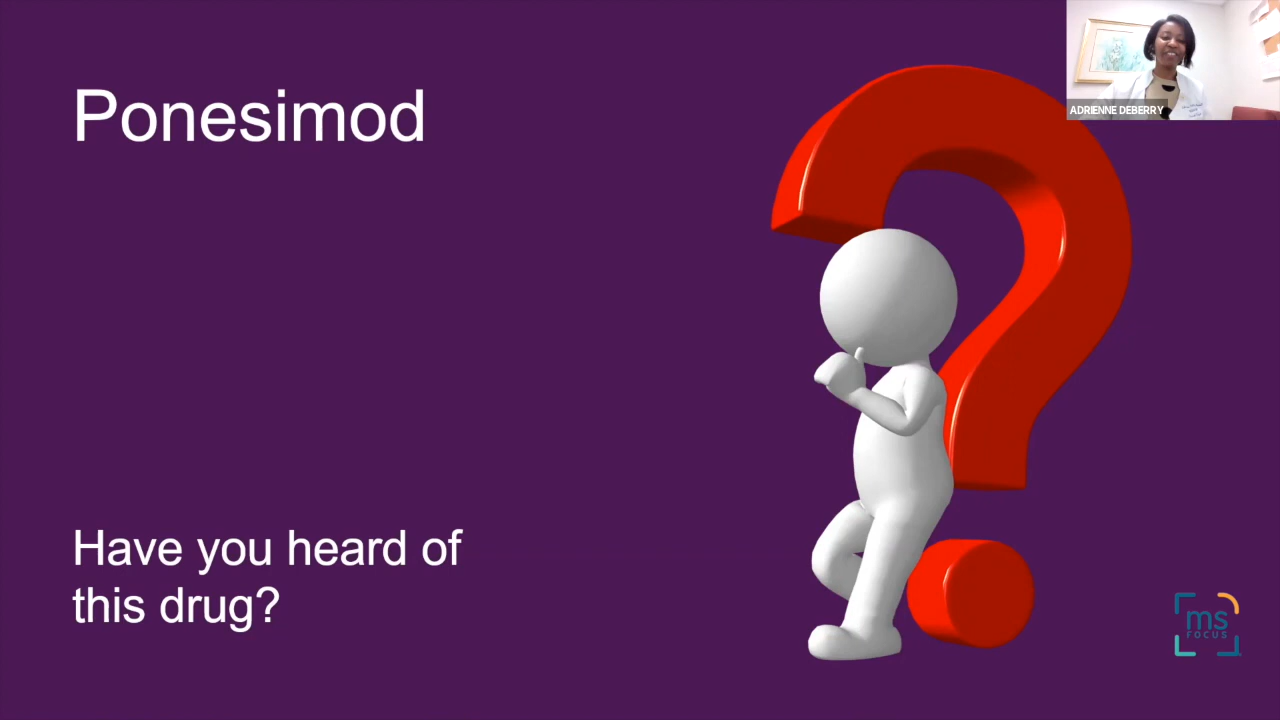 Ponesimod
ADRIENNE DEBERRY
Have you heard of
this drug?
ms
FOCUS